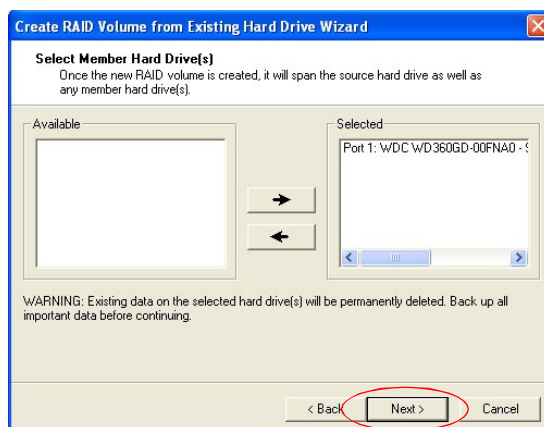 Create RAID Volume from Existing Hard Drive Wizard
Select Member Hard Drive(s)
Once the new RAID volume is created, it will span the source hard drive as well as
any member hard drive(s).
Available
Selected
Port 1: WDC WD360GD-00FNA0 - S
WARNING: Existing data on the selected hard drive(s) will be permanently deleted. Back up all
important data before continuing.
< Back
Next >
Cancel